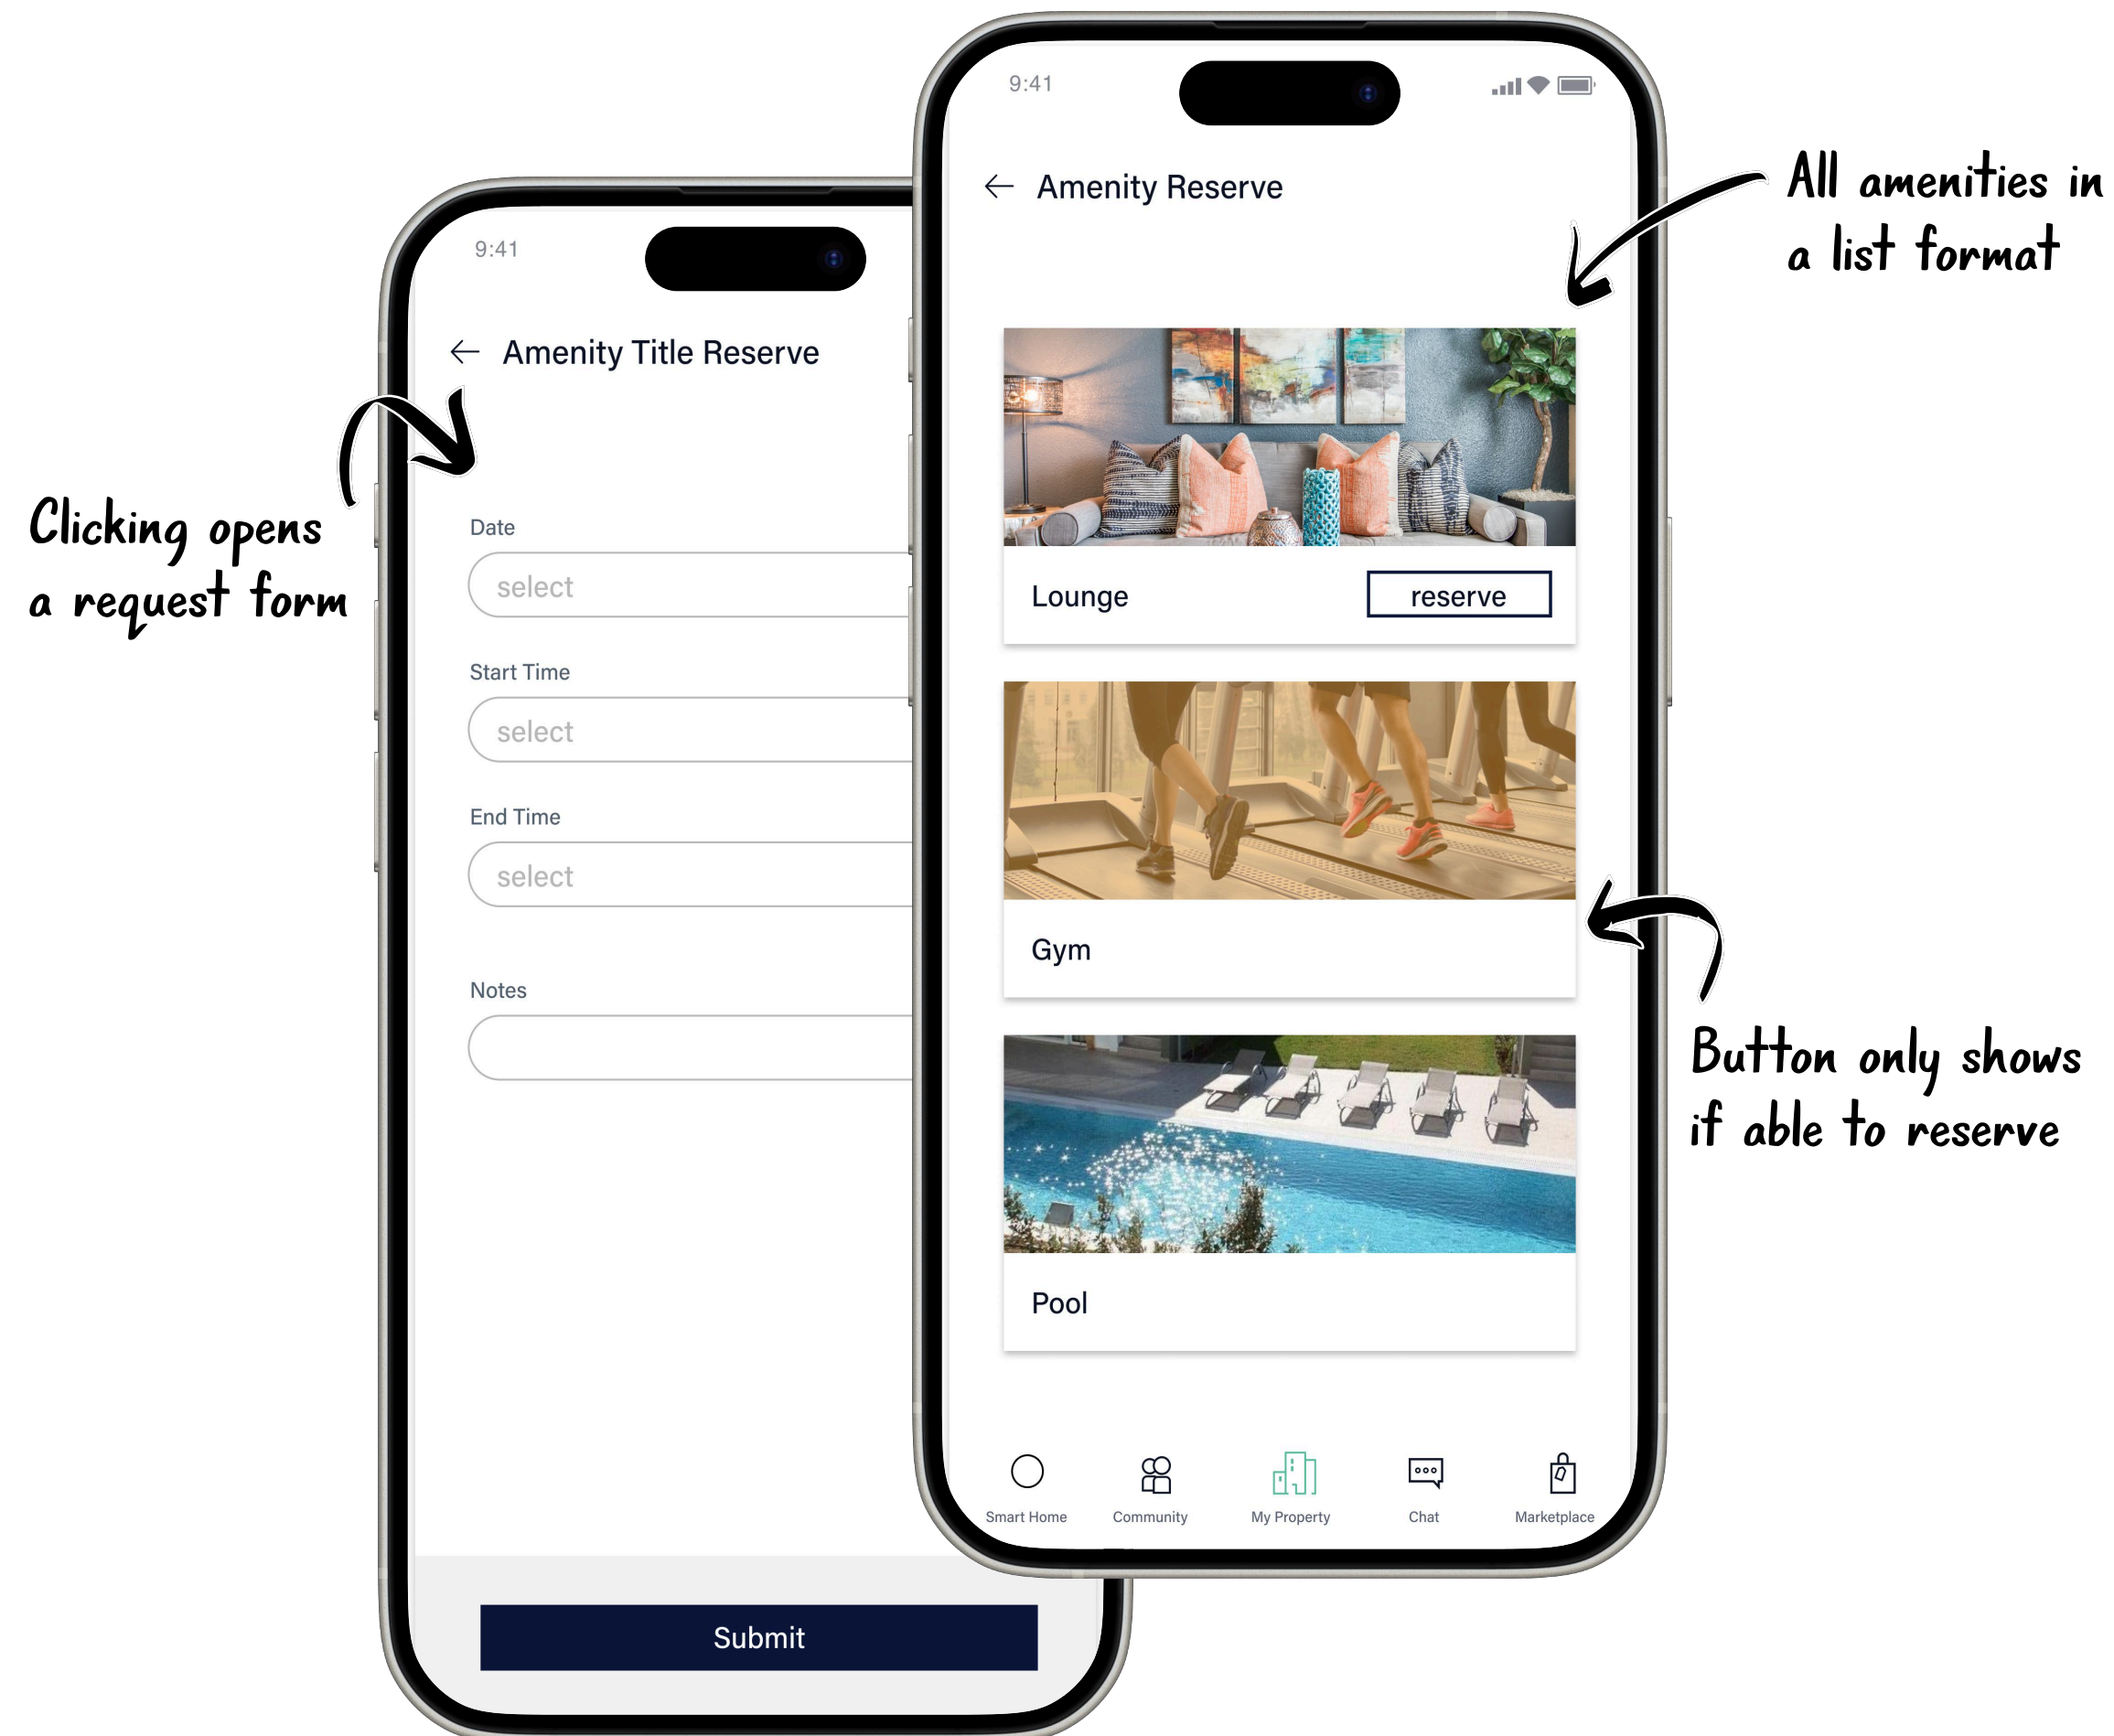 Clicking opens
a request form
9:41
Amenity Title Reserve
Date
select
Start Time
select
End Time
select
Notes
Submit
9:41
Amenity Reserve
Lounge
reserve
Gym
Pool
Smart Home
Community
My Property
Chat
Marketplace
All amenities in
a list format
Button only shows
if able to reserve